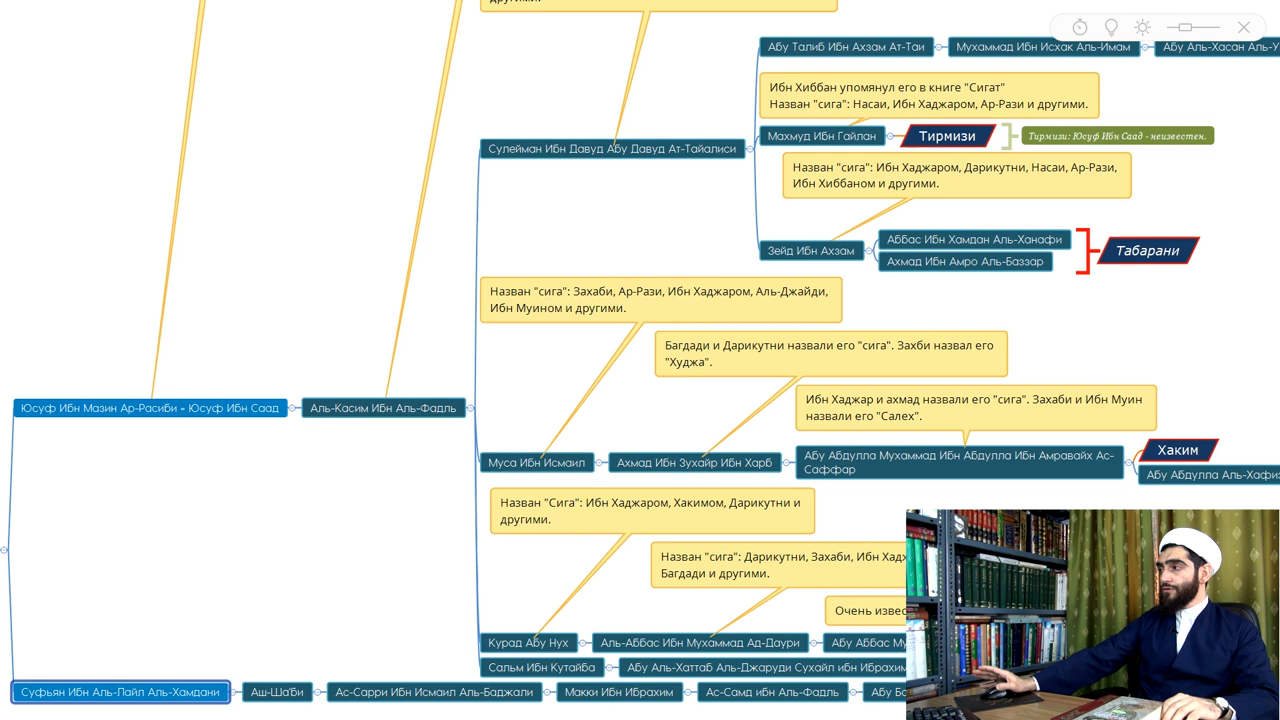 другими.
Абу Талиб Ибн Ахзам Ат-Таи
Мухаммад Ибн Исхак Аль-Имам
Абу Аль-Хасан Аль-У
Ибн Хиббан упомянул его в книге "Сигат"
Назван "сига": Насаи, Ибн Хаджаром, Ар-Рази и другими.
Сулейман Ибн Давуд Абу Давуд Ат-Тайалиси
Махмуд Ибн Гайлан
Тирмизи
Тирмизи: Юсуф Ибн Саад - неизвестен.
Назван "сига": Ибн Хаджаром, Дарикутни, Насаи, Ар-Рази,
Ибн Хиббаном и другими.
Зейд Ибн Ахзам
Аббас Ибн Хамдан Аль-Ханафи
Ахмад Ибн Амро Аль-Баззар
Табарани
Назван "сига": Захаби, Ар-Рази, Ибн Хаджаром, Аль-Джайди,
Ибн Муином и другими.
Багдади и Дарикутни назвали его "сига". Захби назвал его
"Худжа".
Ибн Хаджар и ахмад назвали его "сига". Захаби и Ибн Муин
назвали его "Салех".
Юсуф Ибн Мазин Ар-Расиби = Юсуф Ибн Саад
Аль-Касим Ибн Аль-Фадль
Муса Ибн Исмаил
Ахмад Ибн Зухайр Ибн Харб
Абу Абдулла Мухаммад Ибн Абдулла Ибн Амравайх Ас-
Саффар
Хаким
Абу Абдулла Аль-Хафи
Назван "Сига": Ибн Хаджаром, Хакимом, Дарикутни и
другими.
Назван "сига": Дарикутни, Захаби, Ибн Хадж
Багдади и другими.
Очень извес
Курад Абу Нух
Аль-Аббас Ибн Мухаммад Ад-Даури
Абу Аббас Му
Сальм Ибн Кутайба
Абу Аль-Хаттаб Аль-Джаруди Сухайл ибн Ибрахим
Суфьян Ибн Аль-Лайл Аль-Хамдани
Аш-Ша'би
Ас-Сарри Ибн Исмаил Аль-Баджали
Макки Ибн Ибрахим
Ас-Самд ибн Аль-Фадль
Абу Бо